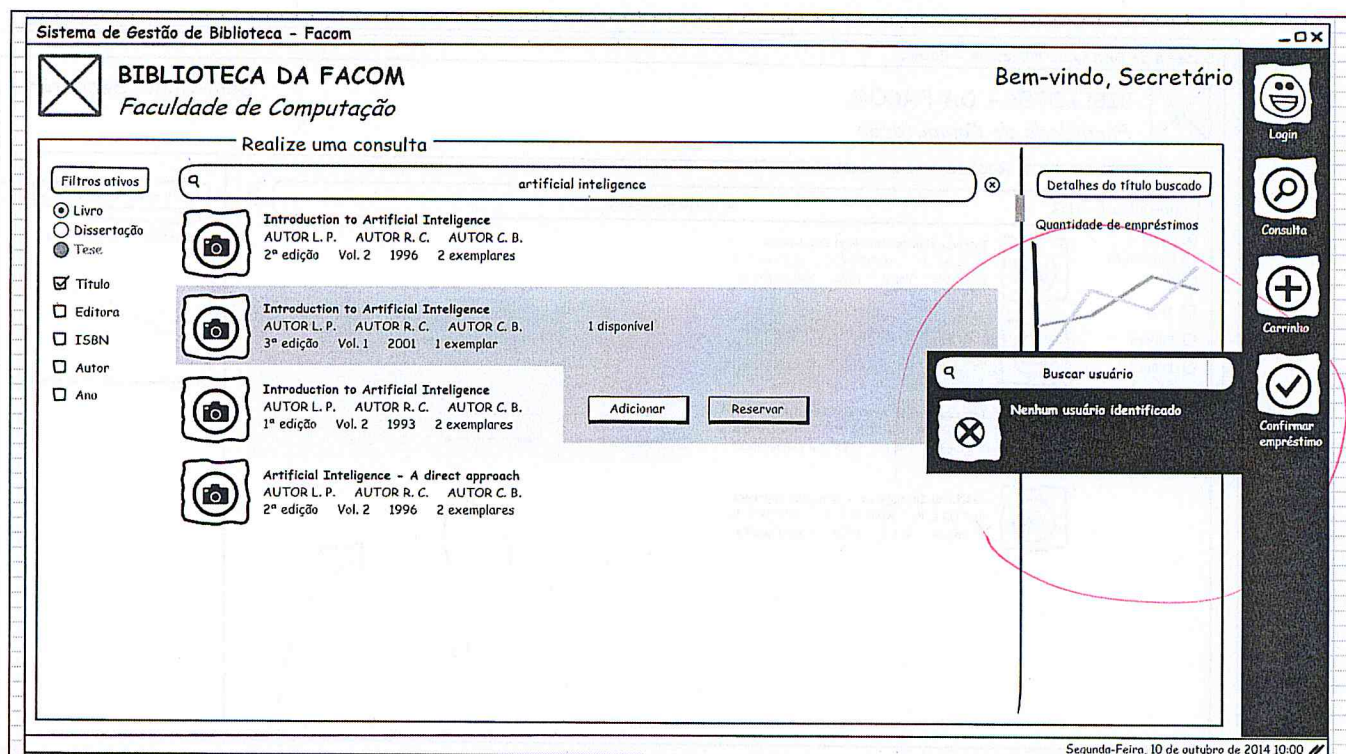 Sistema de Gestão de Biblioteca - Facom
BIBLIOTECA DA FACOM
Faculdade de Computação
Bem-vindo, Secretário
Realize uma consulta
Filtros ativos
Livro
Dissertação
Tese
Título
Editora
ISBN
Autor
Ano
artificial inteligence
Introduction to Artificial Inteligence
AUTOR L. P. AUTOR R. C. AUTOR C. B.
2ª edição Vol. 2 1996 2 exemplares
Introduction to Artificial Inteligence
AUTOR L. P. AUTOR R. C. AUTOR C. B.
3ª edição Vol. 1 2001 1 exemplar
1 disponível
Introduction to Artificial Inteligence
AUTOR L. P. AUTOR R. C. AUTOR C. B.
1ª edição Vol. 2 1993 2 exemplares
Adicionar
Reservar
Artificial Inteligence - A direct approach
AUTOR L. P. AUTOR R. C. AUTOR C. B.
2ª edição Vol. 2 1996 2 exemplares
Detalhes do título buscado
Quantidade de empréstimos
Buscar usuário
Nenhum usuário identificado
Login
Consulta
Carrinho
Confirmar
empréstimo
Segunda-Feira, 10 de outubro de 2014 10:00